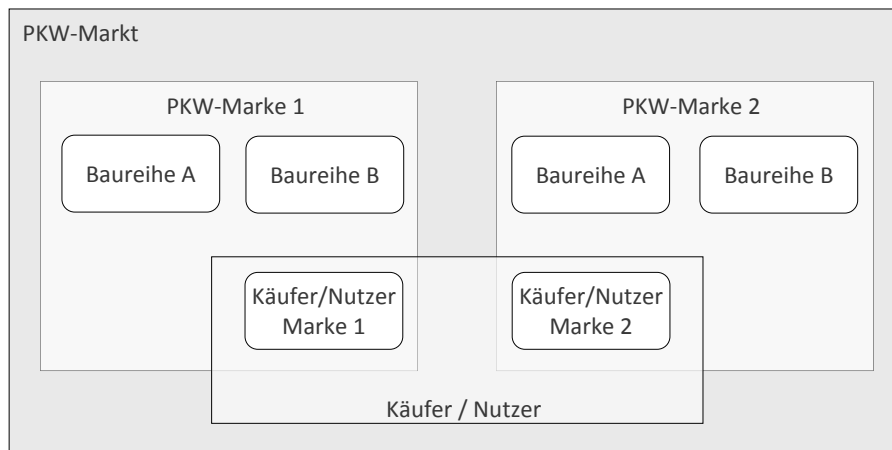 PKW-Markt
PKW-Marke 1
Baureihe A
Baureihe B
PKW-Marke 2
Baureihe A
Baureihe B
Käufer/Nutzer
Marke 1
Käufer/Nutzer
Marke 2
Käufer / Nutzer